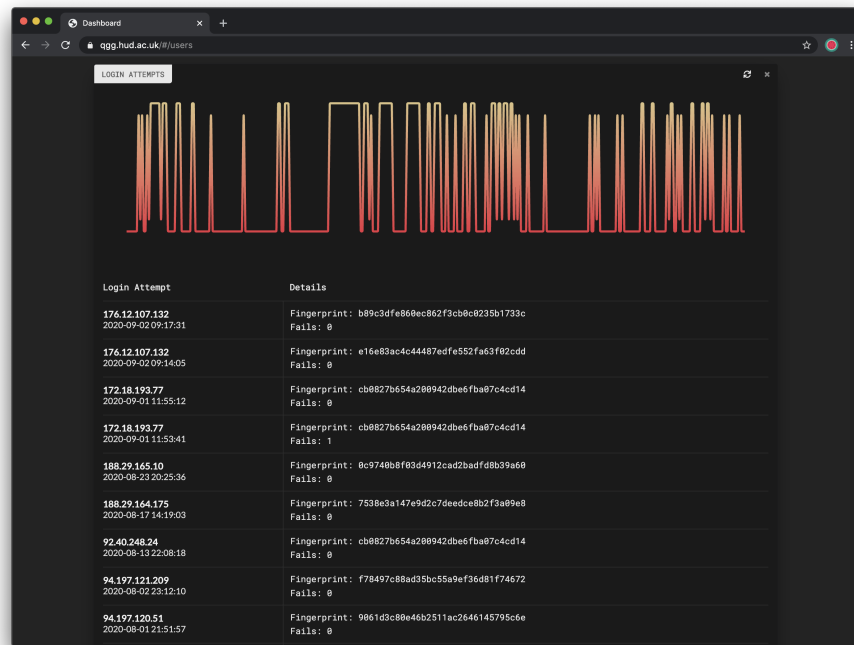 Dashboard
qgg.hud.ac.uk/#/users
LOGIN ATTEMPTS
Login Attempt Details
176.12.107.132 Fingerprint: b89c3dfe860ec862f3cb0c0235b1733c
2020-09-02 09:17:31 Fails: 0
176.12.107.132 Fingerprint: e16e83ac4c44487edfe552fa63f02cdd
2020-09-02 09:14:05 Fails: 0
172.18.193.77 Fingerprint: cb0827b654a200942dbe6fba07c4cd14
2020-09-01 11:55:12 Fails: 0
172.18.193.77 Fingerprint: cb0827b654a200942dbe6fba07c4cd14
2020-09-01 11:53:41 Fails: 1
188.29.165.10 Fingerprint: 0c9740b8f03d4912cad2badfd8b39a60
2020-08-23 20:25:36 Fails: 0
188.29.164.175 Fingerprint: 7538e3a147e9d2c7deedce8b2f3a09e8
2020-08-17 14:19:03 Fails: 0
92.40.248.24 Fingerprint: cb0827b654a200942dbe6fba07c4cd14
2020-08-13 22:08:18 Fails: 0
94.197.121.209 Fingerprint: f78497c88ad35bc55a9ef36d81f74672
2020-08-02 23:12:10 Fails: 0
94.197.120.51 Fingerprint: 9061d3c80e46b2511ac2646145795c6e
2020-08-01 21:51:57 Fails: 0